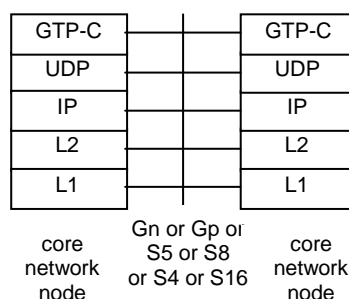 GTP-C GTP-C
UDP UDP
IP IP
L2 L2
L1 L1
core
network
node
Gn or Gp or
S5 or S8
or S4 or S16
core
network
node